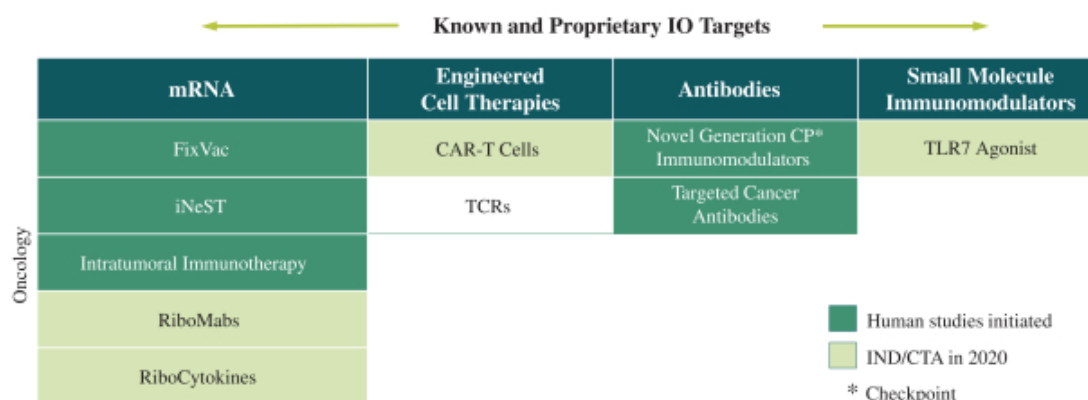 Known and Proprietary IO Targets
mRNA
Engineered
Cell Therapies
Antibodies
Small Molecule
Immunomodulators
FixVac
CAR-T Cells
Novel Generation CP*
Immunomodulators
TLR7 Agonist
iNeST
TCRs
Targeted Cancer
Antibodies
Oncology
Intratumoral Immunotherapy
RiboMabs
RiboCytokines
Human studies initiated
IND/CTA in 2020
* Checkpoint